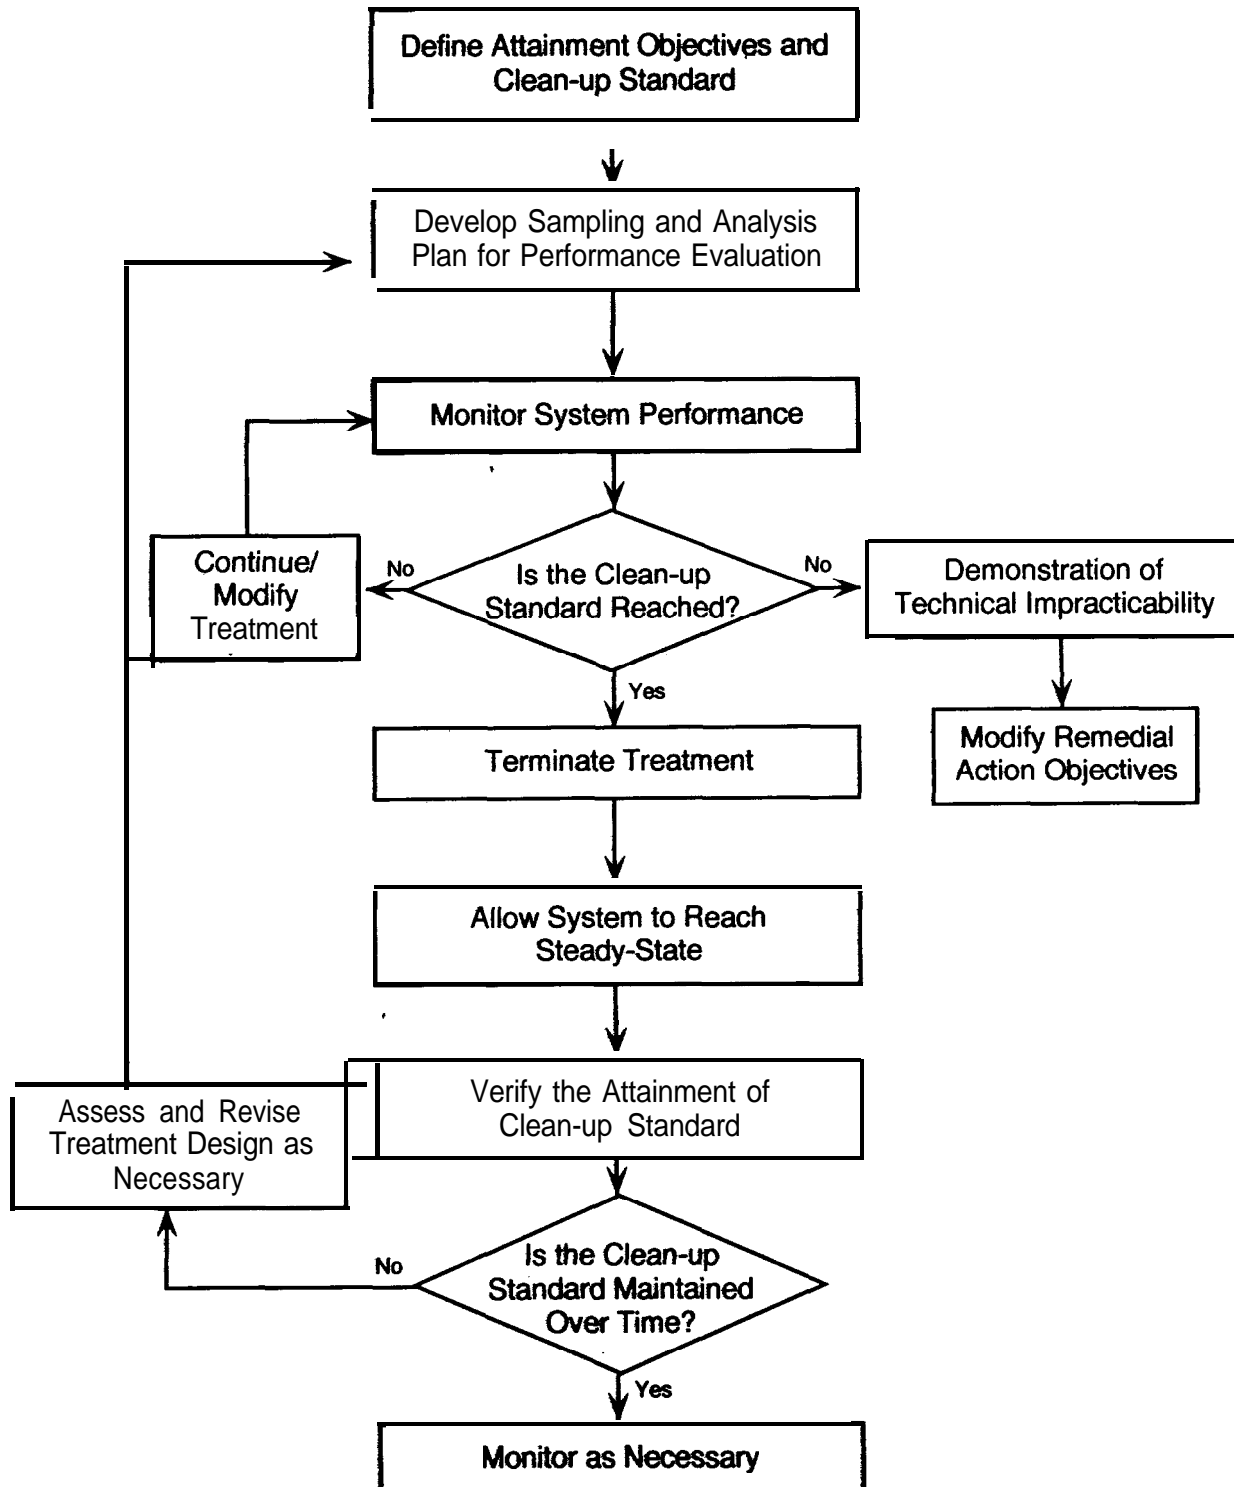 Define Attainment Objectives and
Clean-up Standard
Develop Sampling and Analysis
Plan for Performance Evaluation
Monitor System Performance
Continue/
Modify
Treatment
No
Is the Clean-up
Standard Reached?
No
Demonstration of
Technical Impracticability
Yes
Modify Remedial
Action Objectives
Terminate Treatment
Allow System to Reach
Steady-State
Verify the Attainment of
Clean-up Standard
Assess and Revise
Treatment Design as
Necessary
No
Is the Clean-up
Standard Maintained
Over Time?
Yes
Monitor as Necessary